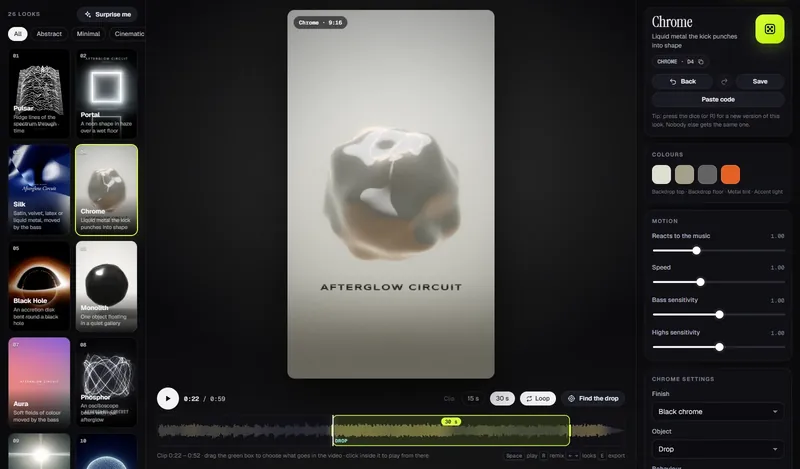 26 LOOKS
Surprise me
All
Abstract
Minimal
Cinematic
01
Pulsar
Ridge lines of the
spectrum through
time
02
Portal
A neon shape in haze
over a wet floor
Silk
Satin, velvet, latex or
liquid metal, moved
by the bass
Chrome
Liquid metal the kick
punches into shape
05
Black Hole
An accretion disk
bent round a black
hole
Monolith
One object floating
in a quiet gallery
07
Aura
Soft fields of colour
moved by the bass
08
Phosphor
An oscilloscope
afterglow
10
Chrome · 9:16
AFTERGLOW CIRCUIT
0:22 / 0:59
15 s
30 s
Loop
Find the drop
30 s
DROP
Clip 0:22 – 0:52 · drag the green box to choose what goes in the video · click inside it to play from there
Space play R remix ← → looks E export
Chrome
Liquid metal the kick punches
into shape
CHROME · D4
Back
Save
Paste code
Tip: press the dice (or R) for a new version of this
look. Nobody else gets the same one.
COLOURS
Backdrop top · Backdrop floor · Metal tint · Accent light
MOTION
Reacts to the music 1.00
Speed 1.00
Bass sensitivity 1.00
Highs sensitivity 1.00
CHROME SETTINGS
Finish
Black chrome
Object
Drop